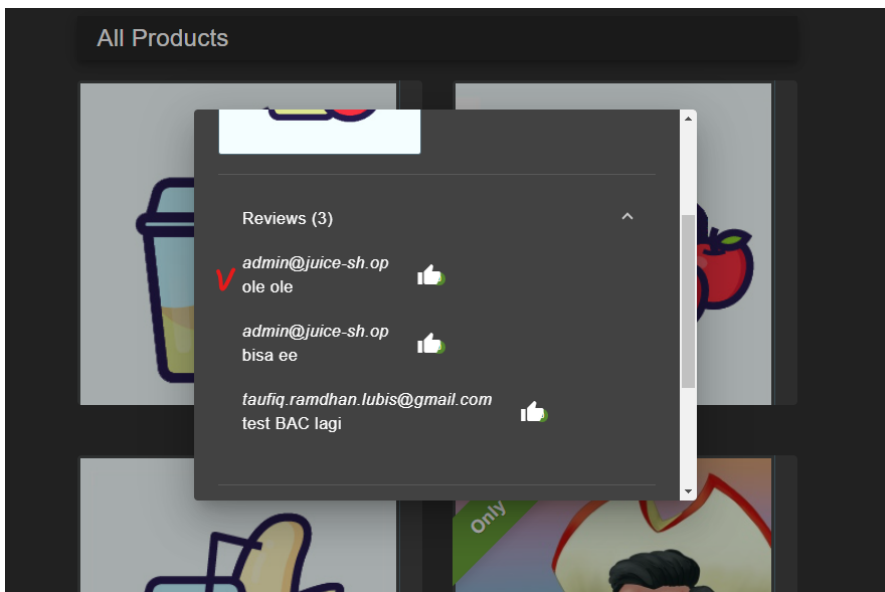 All Products
Reviews (3)
admin@juice-sh.op
ole ole
admin@juice-sh.op
bisa ee
taufiq.ramdhan.lubis@gmail.com
test BAC lagi
Only